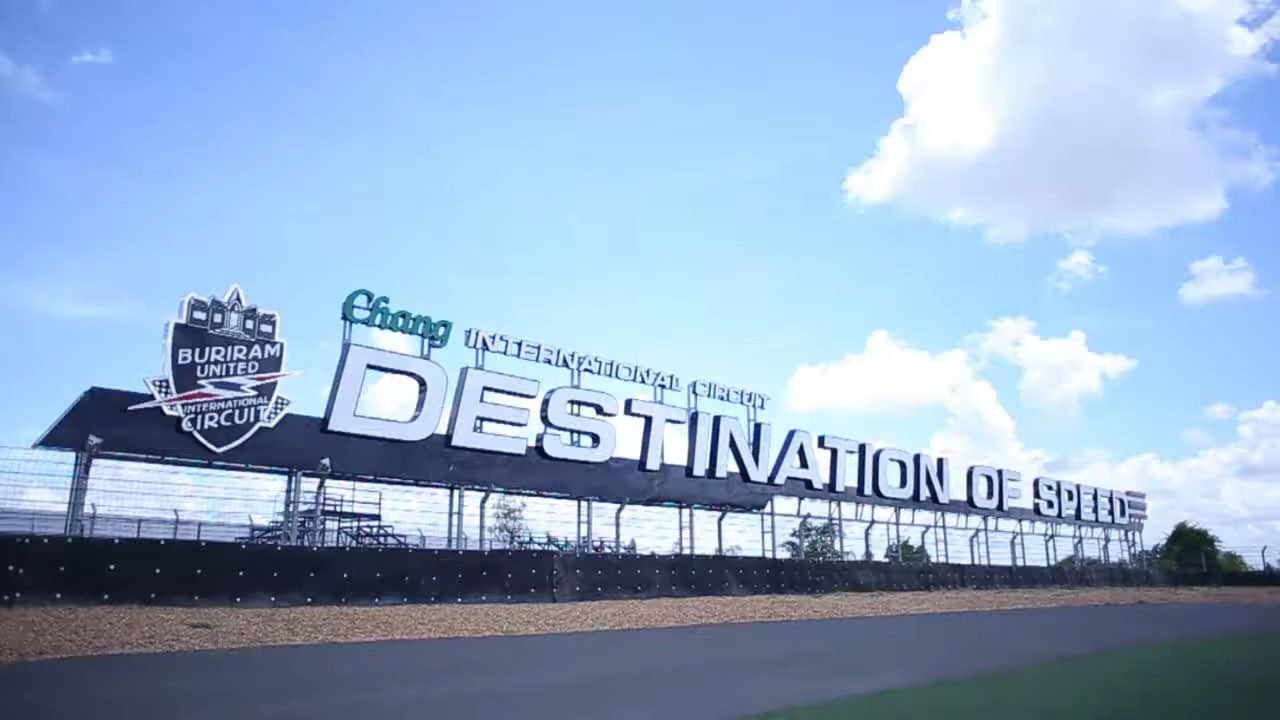 BURIRAM
UNITED
INTERNATIONAL
CIRCUIT
Chang INTERNATIONAL CIRCUIT
DESTINATION OF SPEED